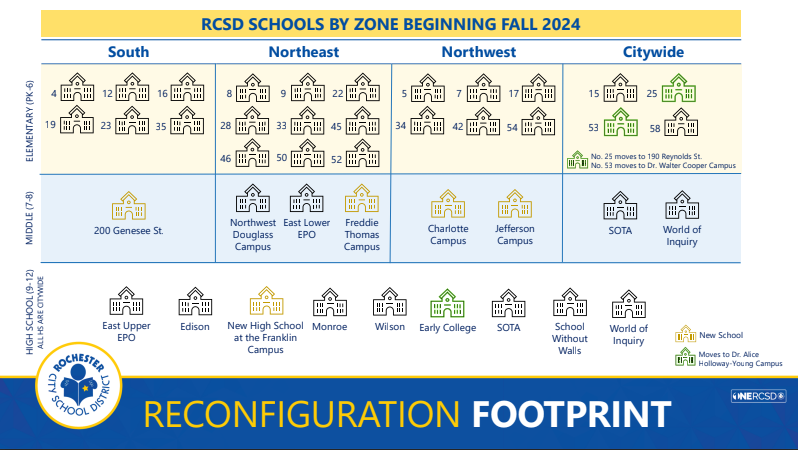 RCSD SCHOOLS BY ZONE BEGINNING FALL 2024
South
Northeast
Northwest
Citywide
ELEMENTARY (PK-6)
4 12 16
19 23 35
8 9 22
28 33 45
46 50 52
5 7 17
34 42 54
15 25
53 58
No. 25 moves to 190 Reynolds St.
No. 53 moves to Dr. Walter Cooper Campus
MIDDLE (7-8)
200 Genesee St.
Northwest
Douglass
Campus
East Lower
EPO
Freddie
Thomas
Campus
Charlotte
Campus
Jefferson
Campus
SOTA
World of
Inquiry
HIGH SCHOOL (9-12)
ALL HS ARE CITYWIDE
East Upper
EPO
Edison
New High School
at the Franklin
Campus
Monroe
Wilson
Early College
SOTA
School
Without
Walls
World of
Inquiry
New School
Moves to Dr. Alice
Holloway-Young Campus
ROCHESTER
CITY SCHOOL DISTRICT
RECONFIGURATION FOOTPRINT
ONERCSD